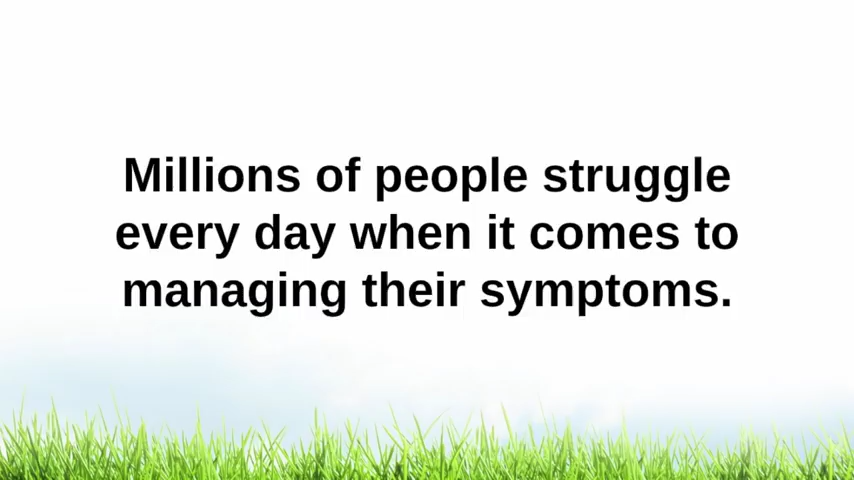 Millions of people struggle
every day when it comes to
managing their symptoms.